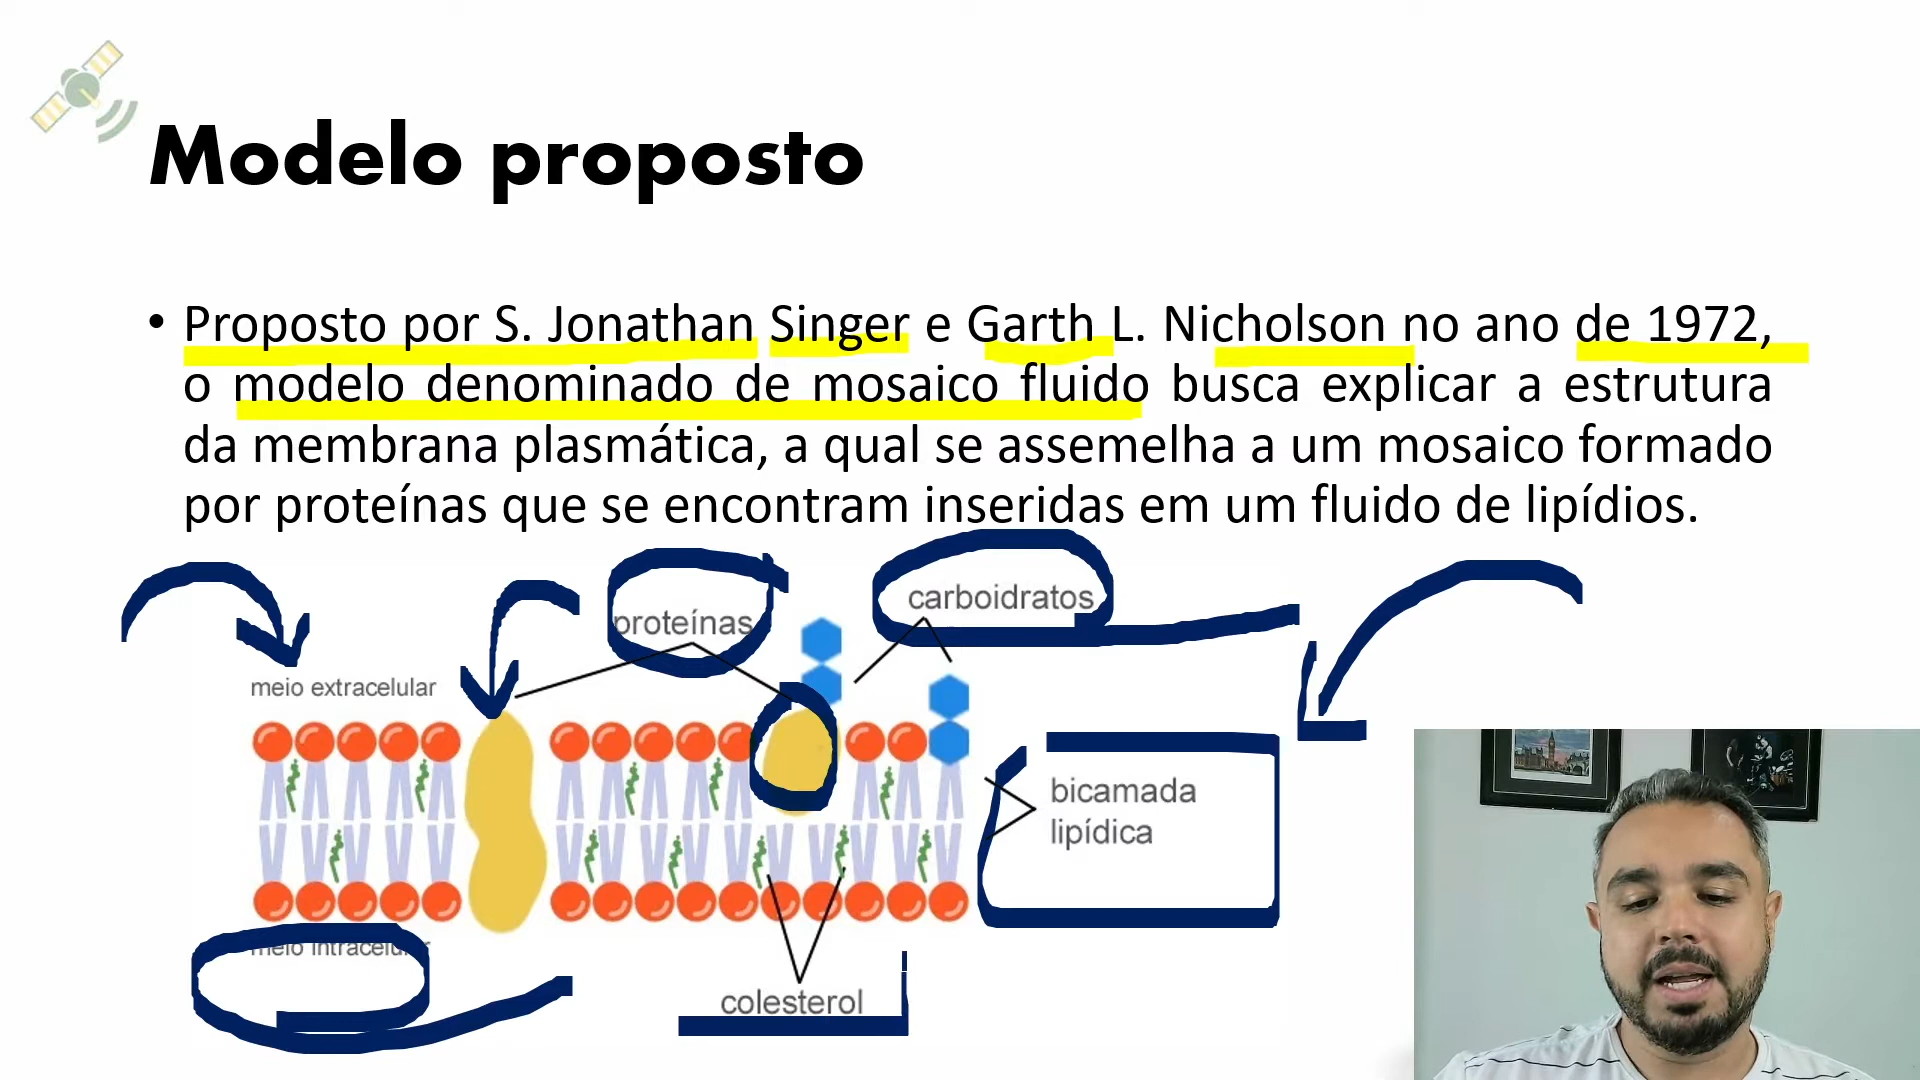 Modelo proposto
• Proposto por S. Jonathan Singer e Garth L. Nicholson no ano de 1972,
o modelo denominado de mosaico fluido busca explicar a estrutura
da membrana plasmática, a qual se assemelha a um mosaico formado
por proteínas que se encontram inseridas em um fluido de lipídios.
carboidratos
proteínas
meio extracelular
bicamada
lipídica
meio intracelular
colesterol